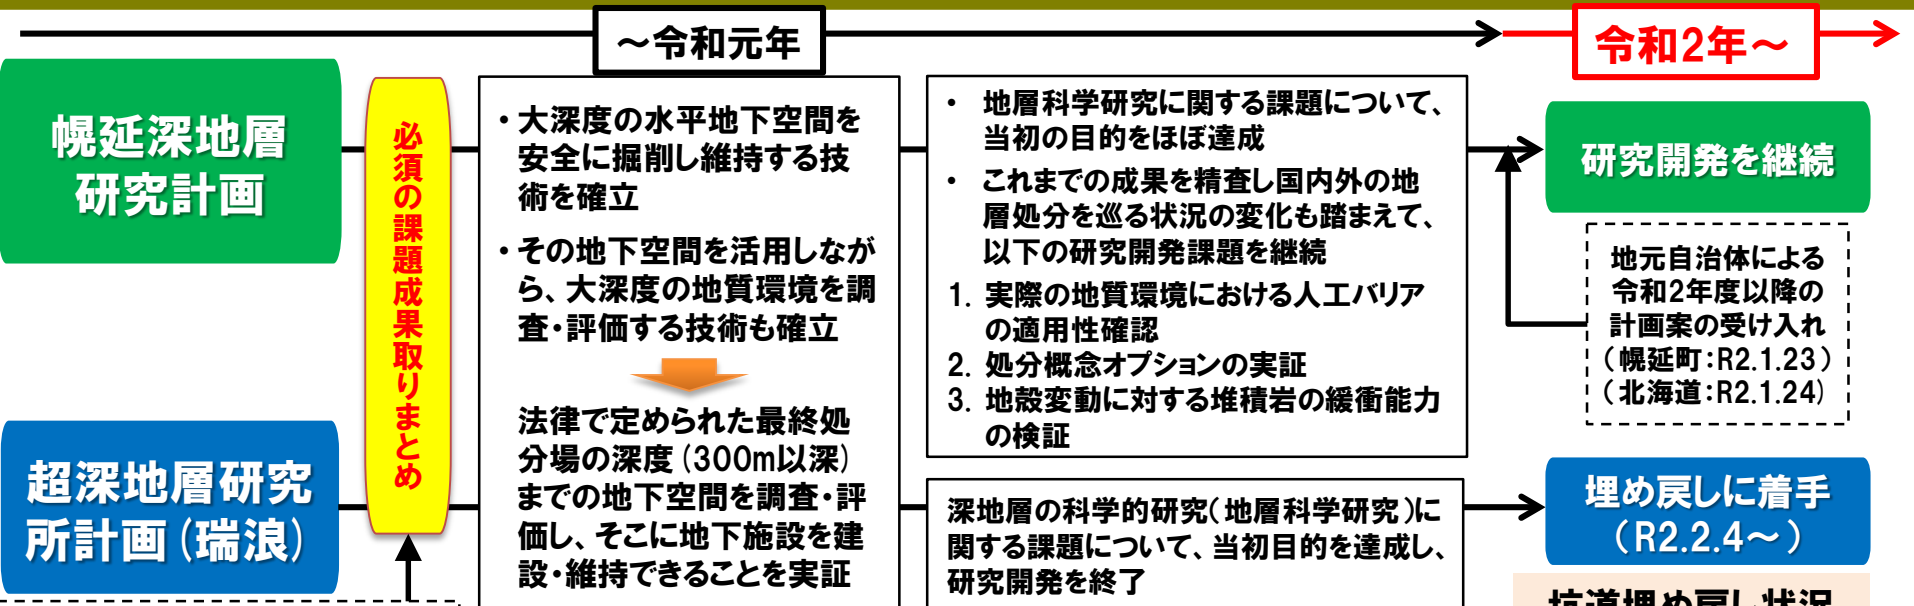 ～令和元年
令和2年～
幌延深地層
研究計画
必須の課題成果取りまとめ
・大深度の水平地下空間を
安全に掘削し維持する技
術を確立
・その地下空間を活用しなが
ら、大深度の地質環境を調
査・評価する技術も確立
法律で定められた最終処
分場の深度(300m以深)
までの地下空間を調査・評
価し、そこに地下施設を建
設・維持できることを実証
・ 地層科学研究に関する課題について、
当初の目的をほぼ達成
・ これまでの成果を精査し国内外の地
層処分を巡る状況の変化も踏まえて、
以下の研究開発課題を継続
1. 実際の地質環境における人工バリア
の適用性確認
2. 処分概念オプションの実証
3. 地殻変動に対する堆積岩の緩衝能力
の検証
研究開発を継続
地元自治体による
令和2年度以降の
計画案の受け入れ
(幌延町:R2.1.23)
(北海道:R2.1.24)
超深地層研究
所計画(瑞浪)
深地層の科学的研究(地層科学研究)に
関する課題について、当初目的を達成し、
研究開発を終了
埋め戻しに着手
(R2.2.4～)
坑道埋め戻し状況